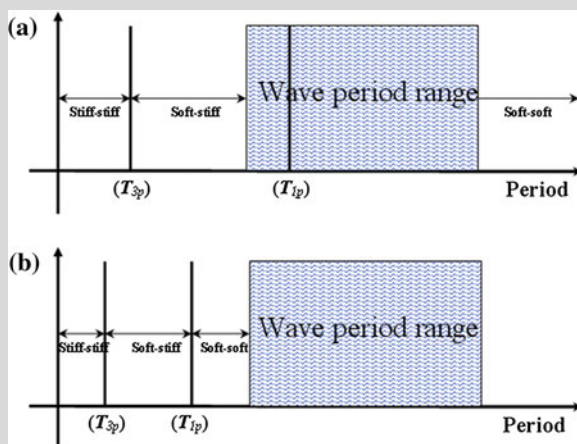 (a)
Wave period range
Stiff-stiff
Soft-stiff
Soft-soft
(T3p)
(T1p)
Period
(b)
Wave period range
Stiff-stiff
Soft-stiff
Soft-soft
(T3p)
(T1p)
Period